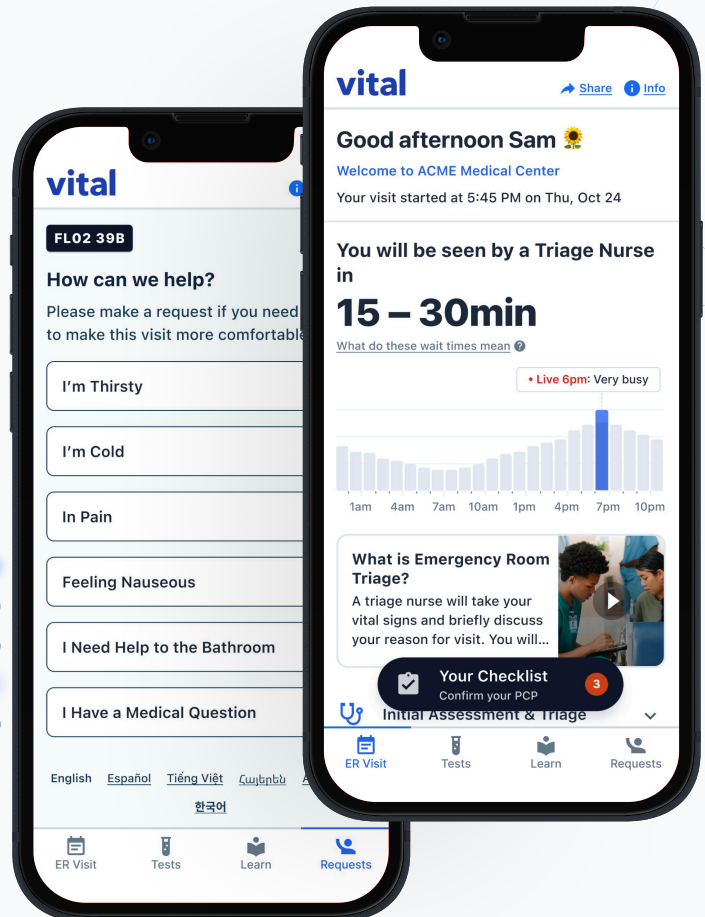 vital
FL02 39B
How can we help?
Please make a request if you need
to make this visit more comfortable
I'm Thirsty
I'm Cold
In Pain
Feeling Nauseous
I Need Help to the Bathroom
I Have a Medical Question
English Español Tiếng Việt Հայերեն
한국어
ER Visit Tests Learn Requests
vital
Share Info
Good afternoon Sam 🌻
Welcome to ACME Medical Center
Your visit started at 5:45 PM on Thu, Oct 24
You will be seen by a Triage Nurse
in
15 – 30min
What do these wait times mean ?
• Live 6pm: Very busy
1am 4am 7am 10am 1pm 4pm 7pm 10pm
What is Emergency Room
Triage?
A triage nurse will take your
vital signs and briefly discuss
your reason for visit. You will...
Your Checklist
Confirm your PCP
3
Initial Assessment & Triage
ER Visit Tests Learn Requests